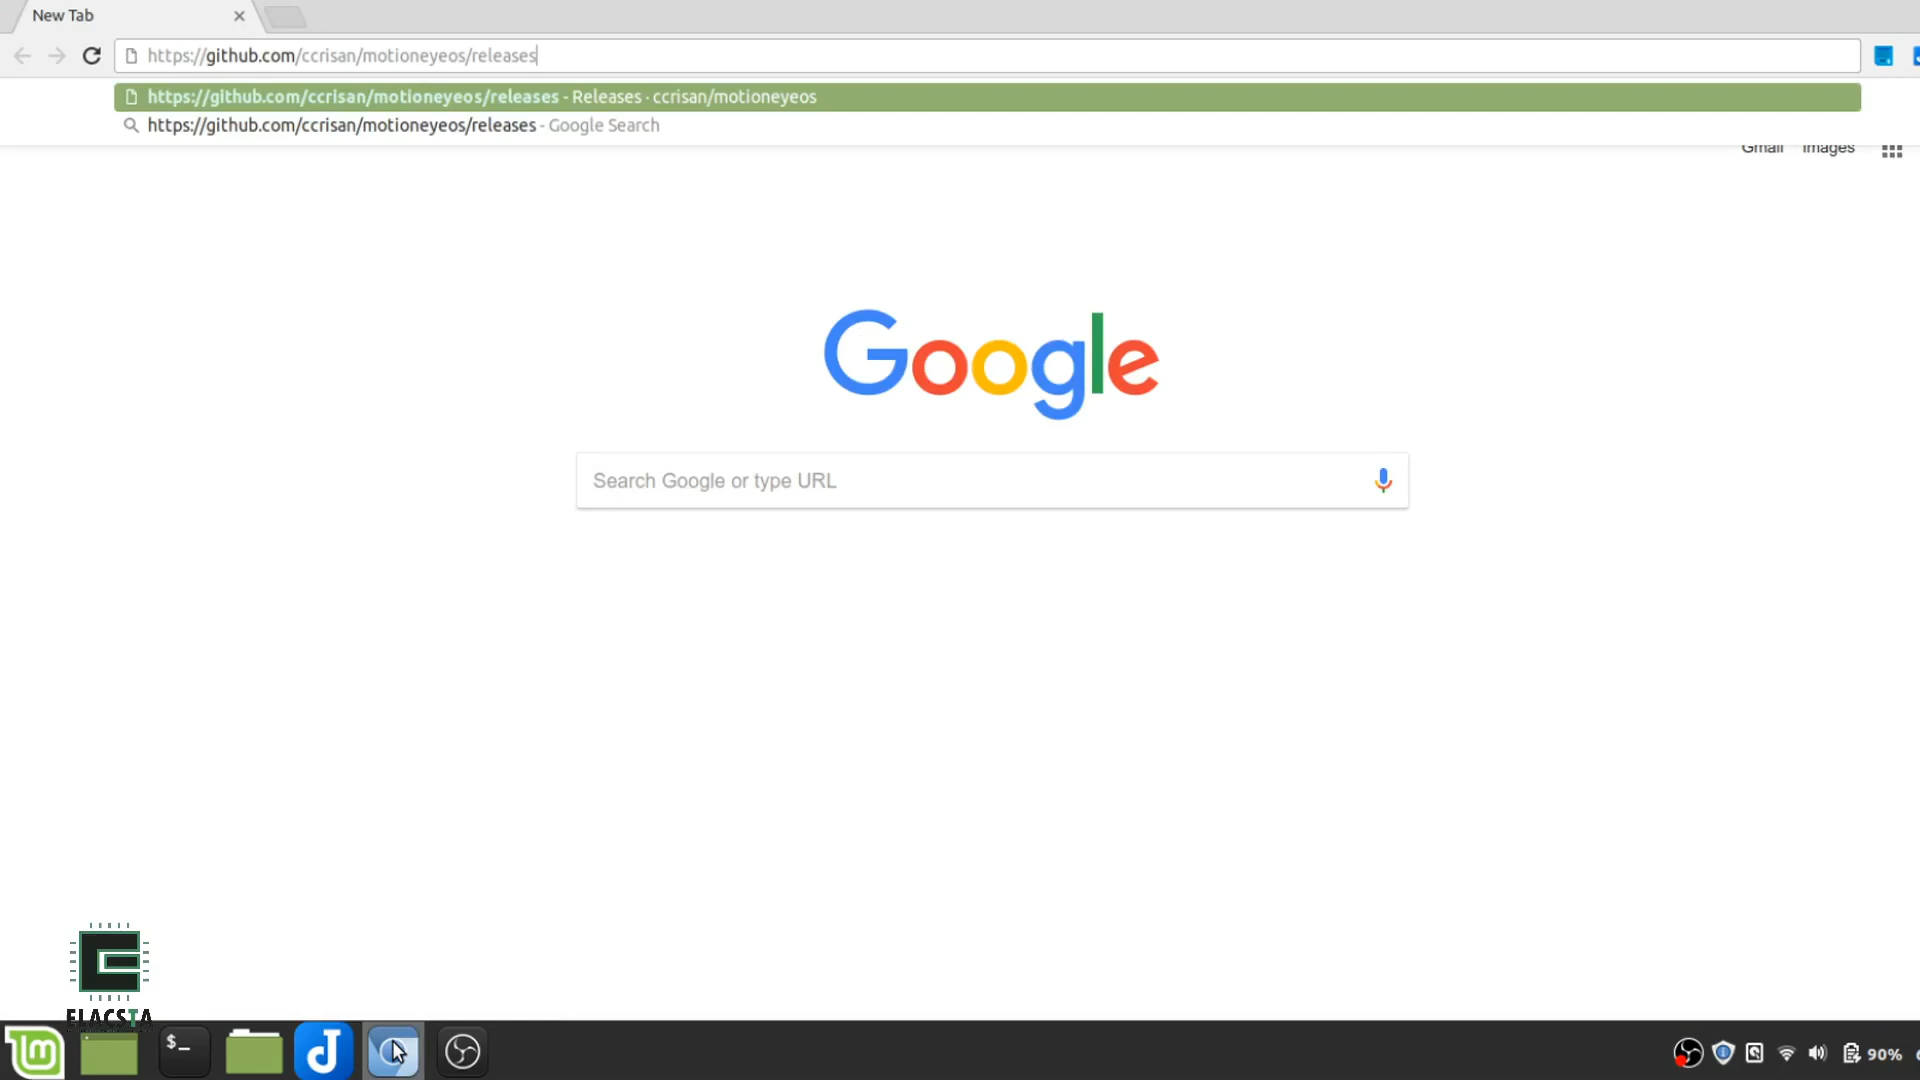 New Tab
https://github.com/ccrisan/motioneyeos/releases
https://github.com/ccrisan/motioneyeos/releases - Releases · ccrisan/motioneyeos
https://github.com/ccrisan/motioneyeos/releases - Google Search
Gmail Images
Google
Search Google or type URL
ELACSTA
$_
90%